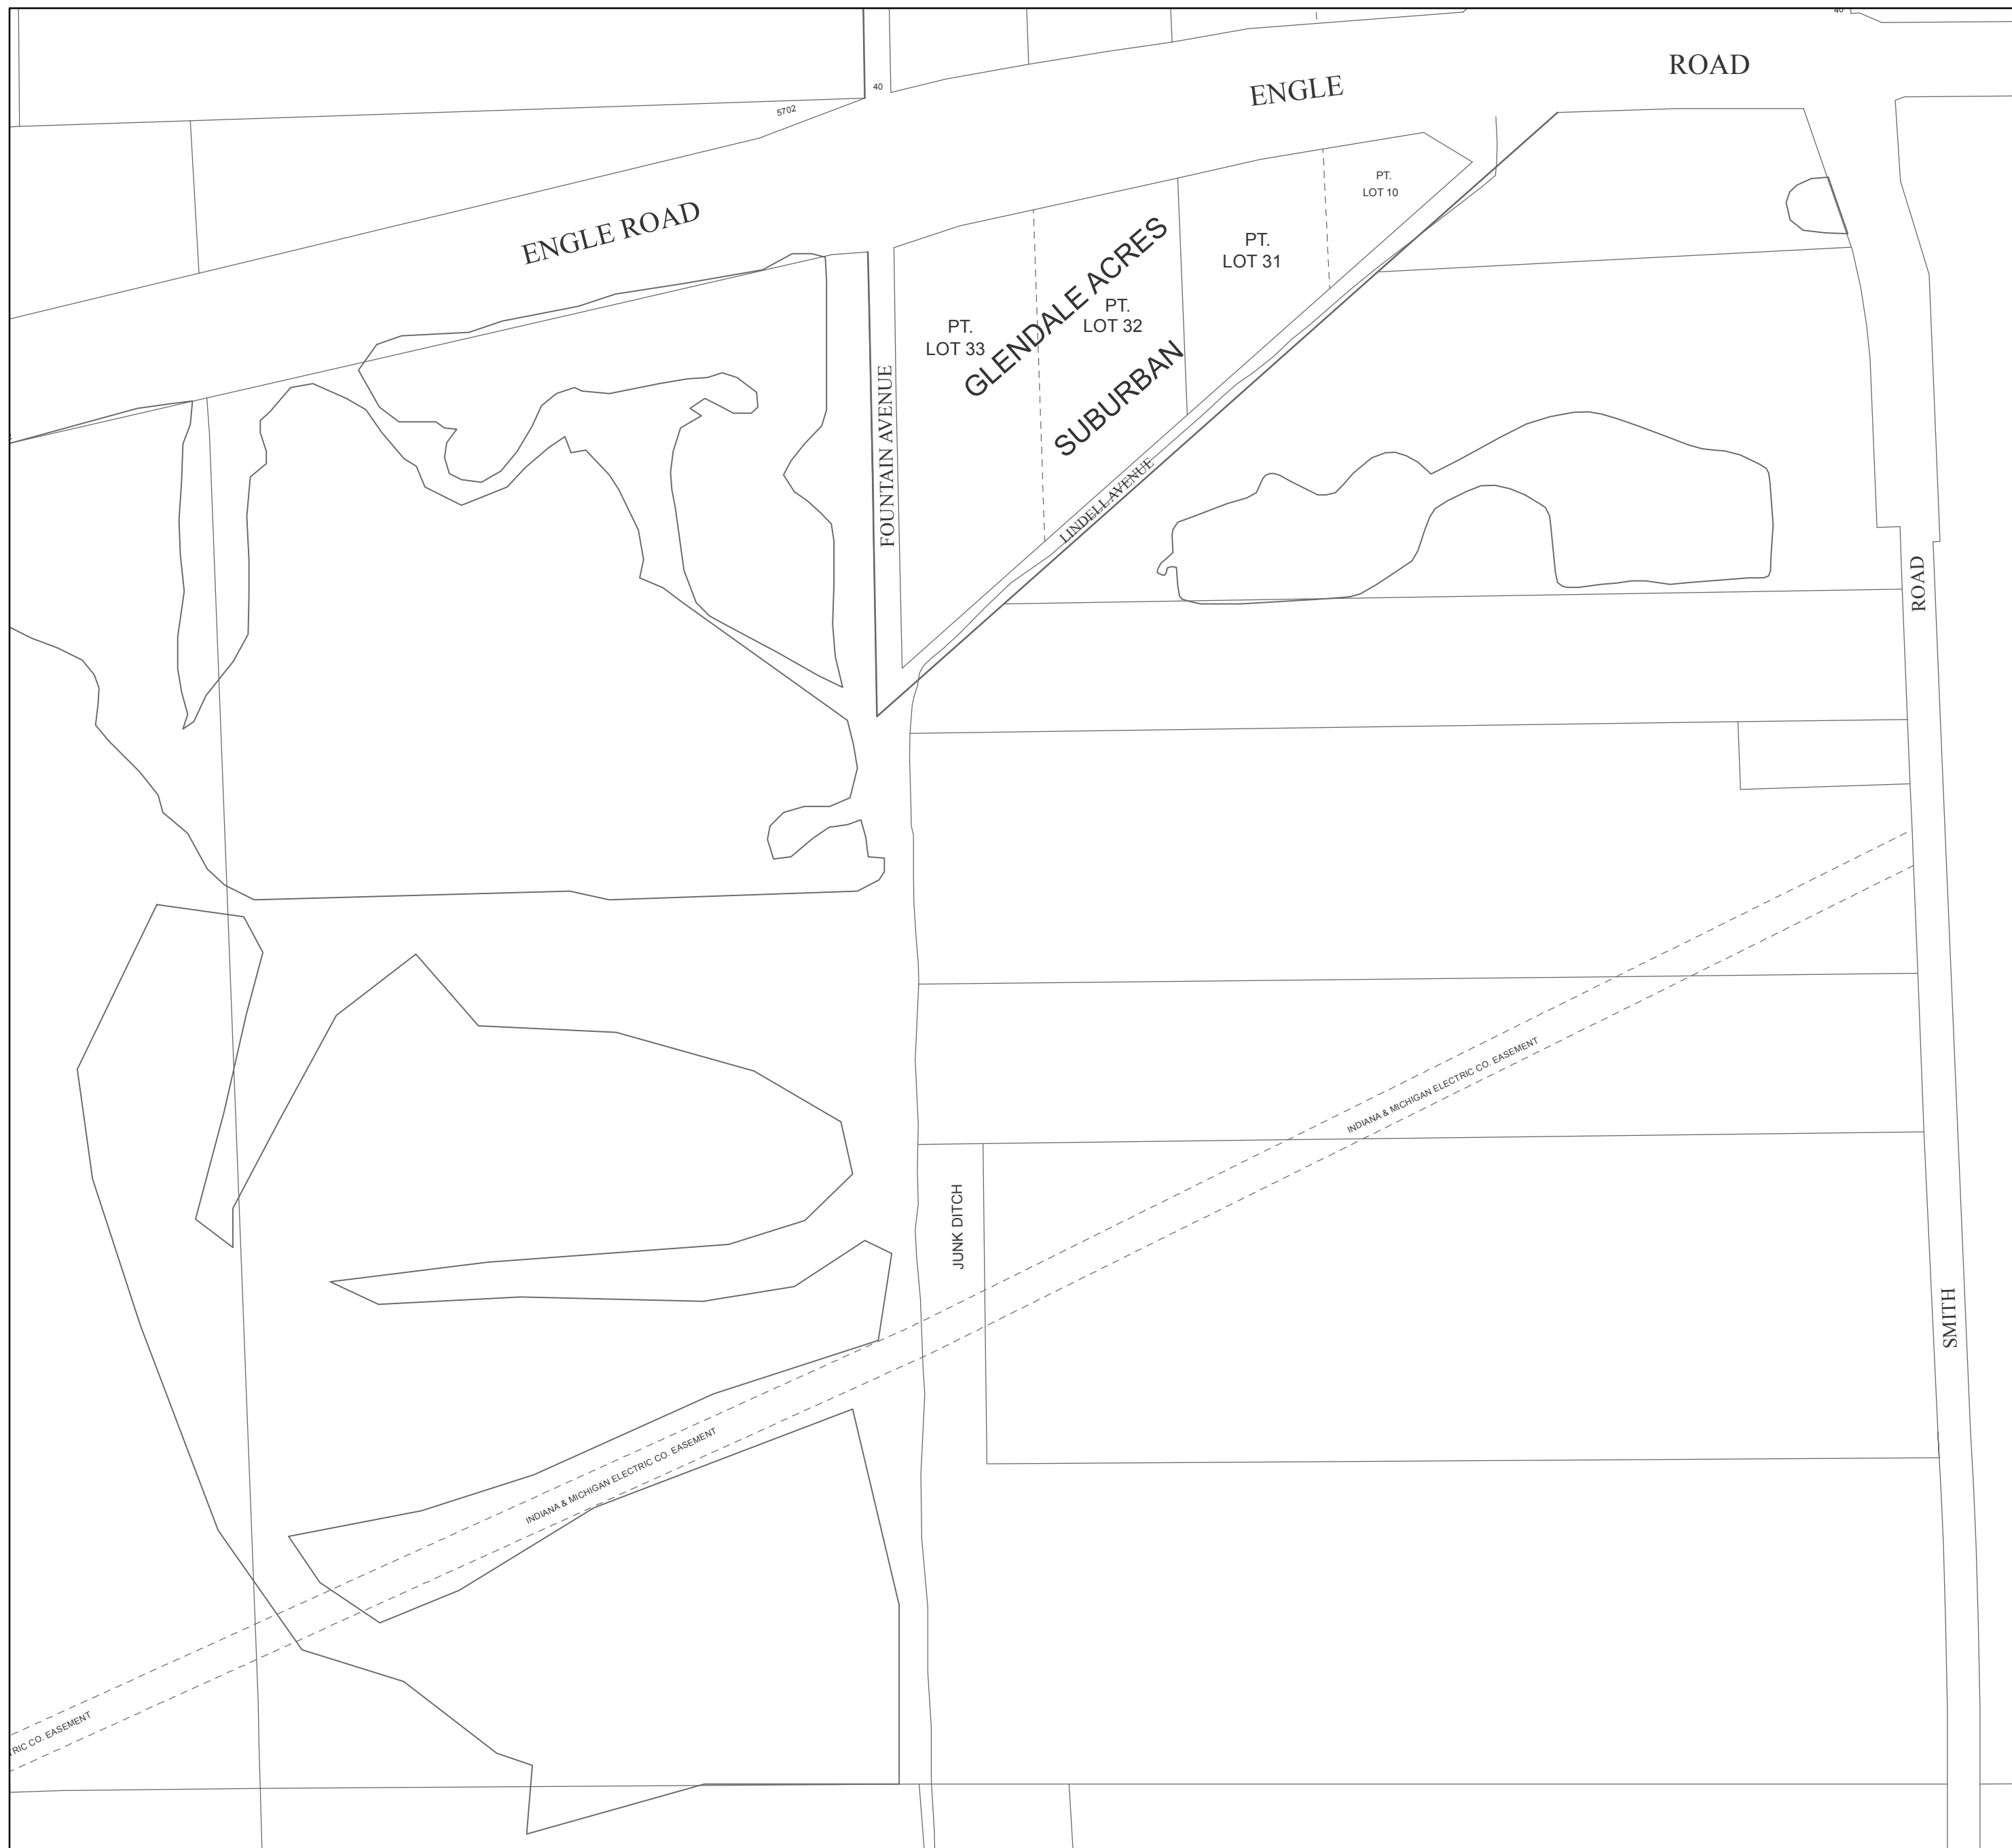 40
ROAD
ENGLE
40
5702
PT.
LOT 10
ENGLE ROAD
PT.
LOT 31
GLENDALE ACRES
PT.
LOT 32
PT.
LOT 33
SUBURBAN
FOUNTAIN AVENUE
LINDELL AVENUE
ROAD
INDIANA & MICHIGAN ELECTRIC CO. EASEMENT
JUNK DITCH
SMITH
INDIANA & MICHIGAN ELECTRIC CO. EASEMENT
TRIC CO. EASEMENT